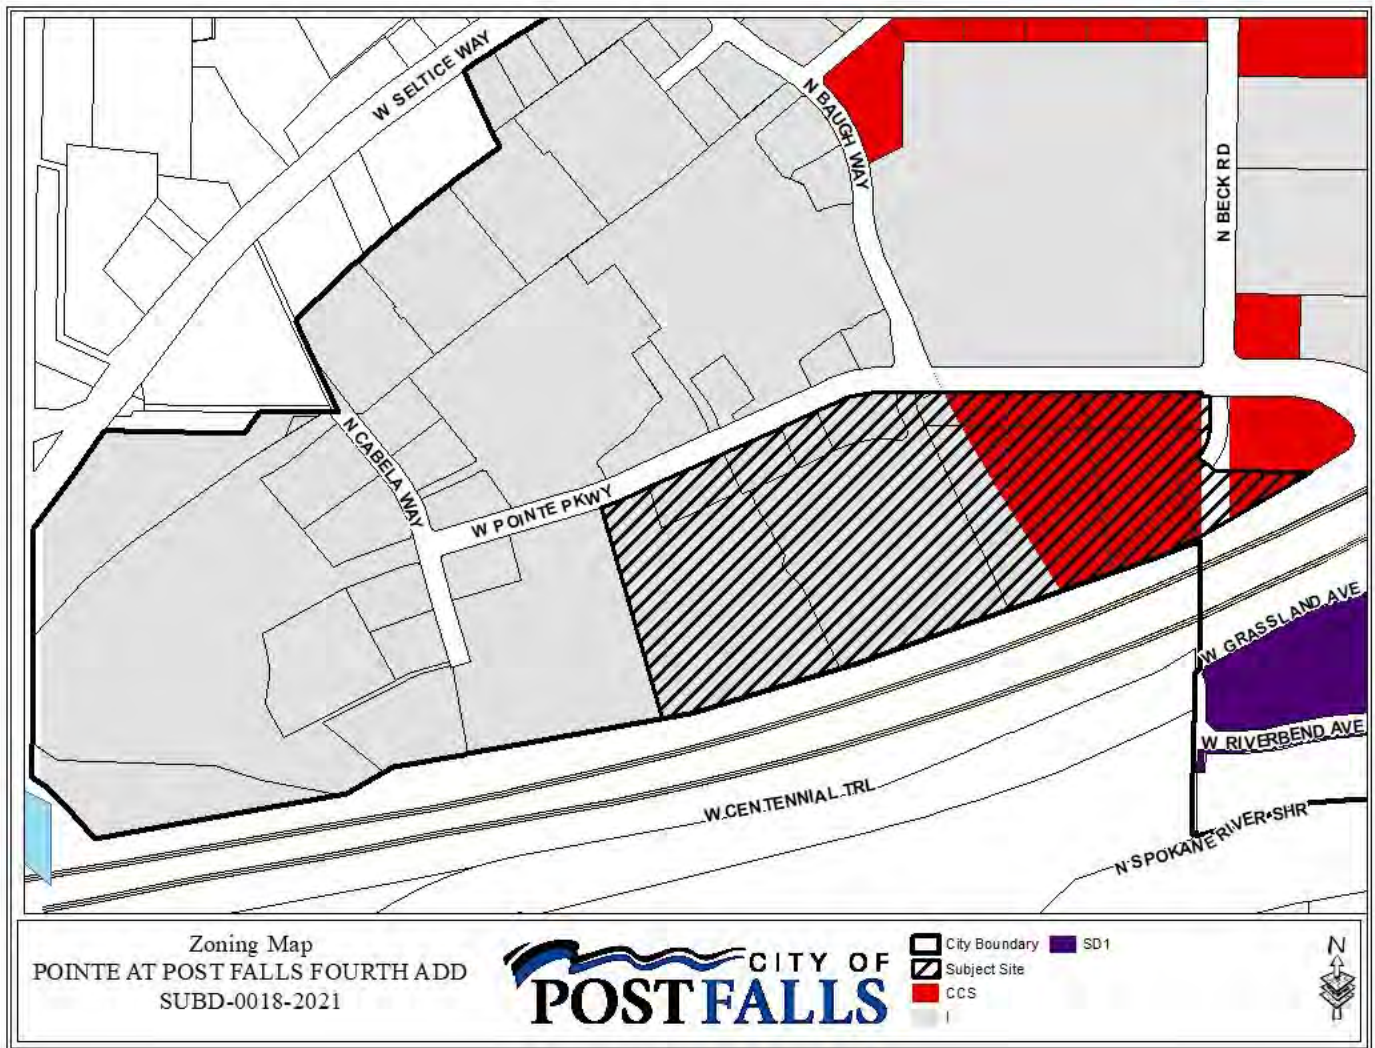 W SELTICE WAY
N BAUGH WAY
N BECK RD
N CABELA WAY
W POINTE PKWY
W GRASSLAND AVE
W RIVERBEND AVE
W CENTENNIAL TRL
N SPOKANE RIVER SHR
Zoning Map
POINTE AT POST FALLS FOURTH ADD
SUBD-0018-2021
CITY OF
POST FALLS
City Boundary
Subject Site
CCS
I
SD1
N